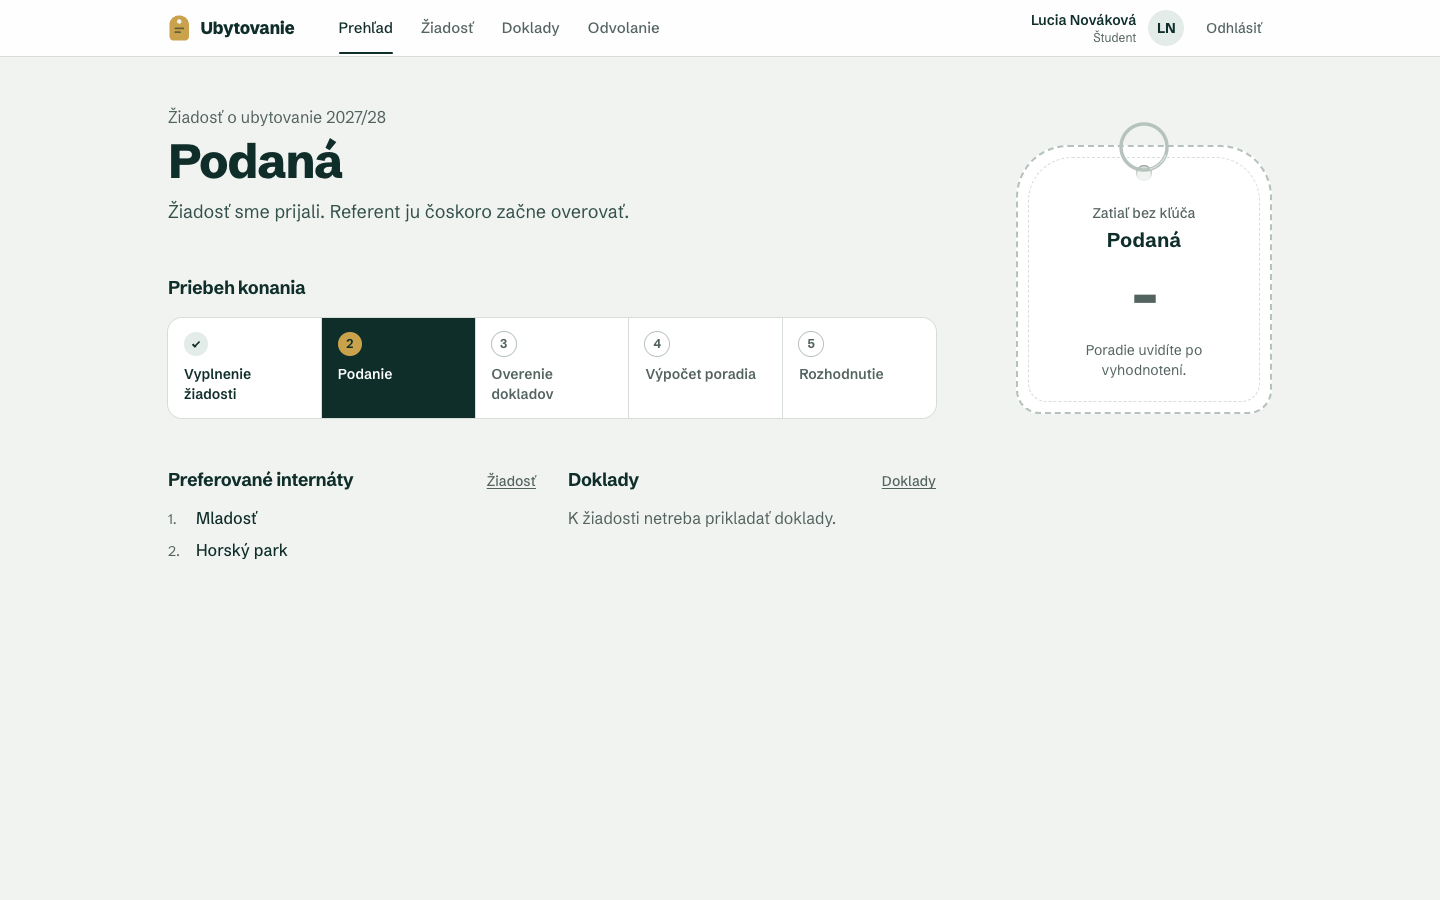 Ubytovanie
Prehľad
Žiadosť
Doklady
Odvolanie
Lucia Nováková
Študent
LN
Odhlásiť
Žiadosť o ubytovanie 2027/28
Podaná
Žiadosť sme prijali. Referent ju čoskoro začne overovať.
Priebeh konania
Vyplnenie
žiadosti
2
Podanie
3
Overenie
dokladov
4
Výpočet poradia
5
Rozhodnutie
Zatiaľ bez kľúča
Podaná
–
Poradie uvidíte po
vyhodnotení.
Preferované internáty
Žiadosť
1. Mladosť
2. Horský park
Doklady
Doklady
K žiadosti netreba prikladať doklady.